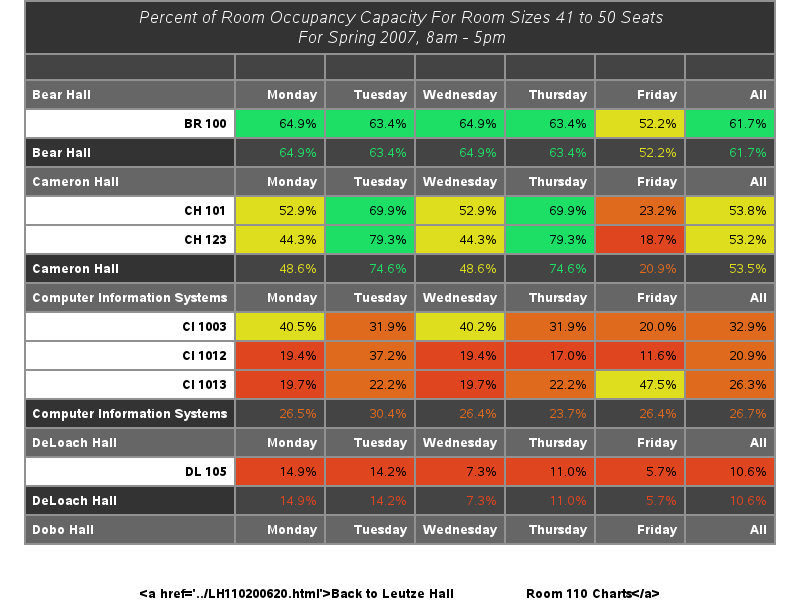 Percent of Room Occupancy Capacity For Room Sizes 41 to 50 Seats
For Spring 2007, 8am - 5pm
Bear Hall Monday Tuesday Wednesday Thursday Friday All
BR 100 64.9% 63.4% 64.9% 63.4% 52.2% 61.7%
Bear Hall 64.9% 63.4% 64.9% 63.4% 52.2% 61.7%
Cameron Hall Monday Tuesday Wednesday Thursday Friday All
CH 101 52.9% 69.9% 52.9% 69.9% 23.2% 53.8%
CH 123 44.3% 79.3% 44.3% 79.3% 18.7% 53.2%
Cameron Hall 48.6% 74.6% 48.6% 74.6% 20.9% 53.5%
Computer Information Systems Monday Tuesday Wednesday Thursday Friday All
CI 1003 40.5% 31.9% 40.2% 31.9% 20.0% 32.9%
CI 1012 19.4% 37.2% 19.4% 17.0% 11.6% 20.9%
CI 1013 19.7% 22.2% 19.7% 22.2% 47.5% 26.3%
Computer Information Systems 26.5% 30.4% 26.4% 23.7% 26.4% 26.7%
DeLoach Hall Monday Tuesday Wednesday Thursday Friday All
DL 105 14.9% 14.2% 7.3% 11.0% 5.7% 10.6%
DeLoach Hall 14.9% 14.2% 7.3% 11.0% 5.7% 10.6%
Dobo Hall Monday Tuesday Wednesday Thursday Friday All
<a href='../LH110200620.html'>Back to Leutze Hall Room 110 Charts</a>